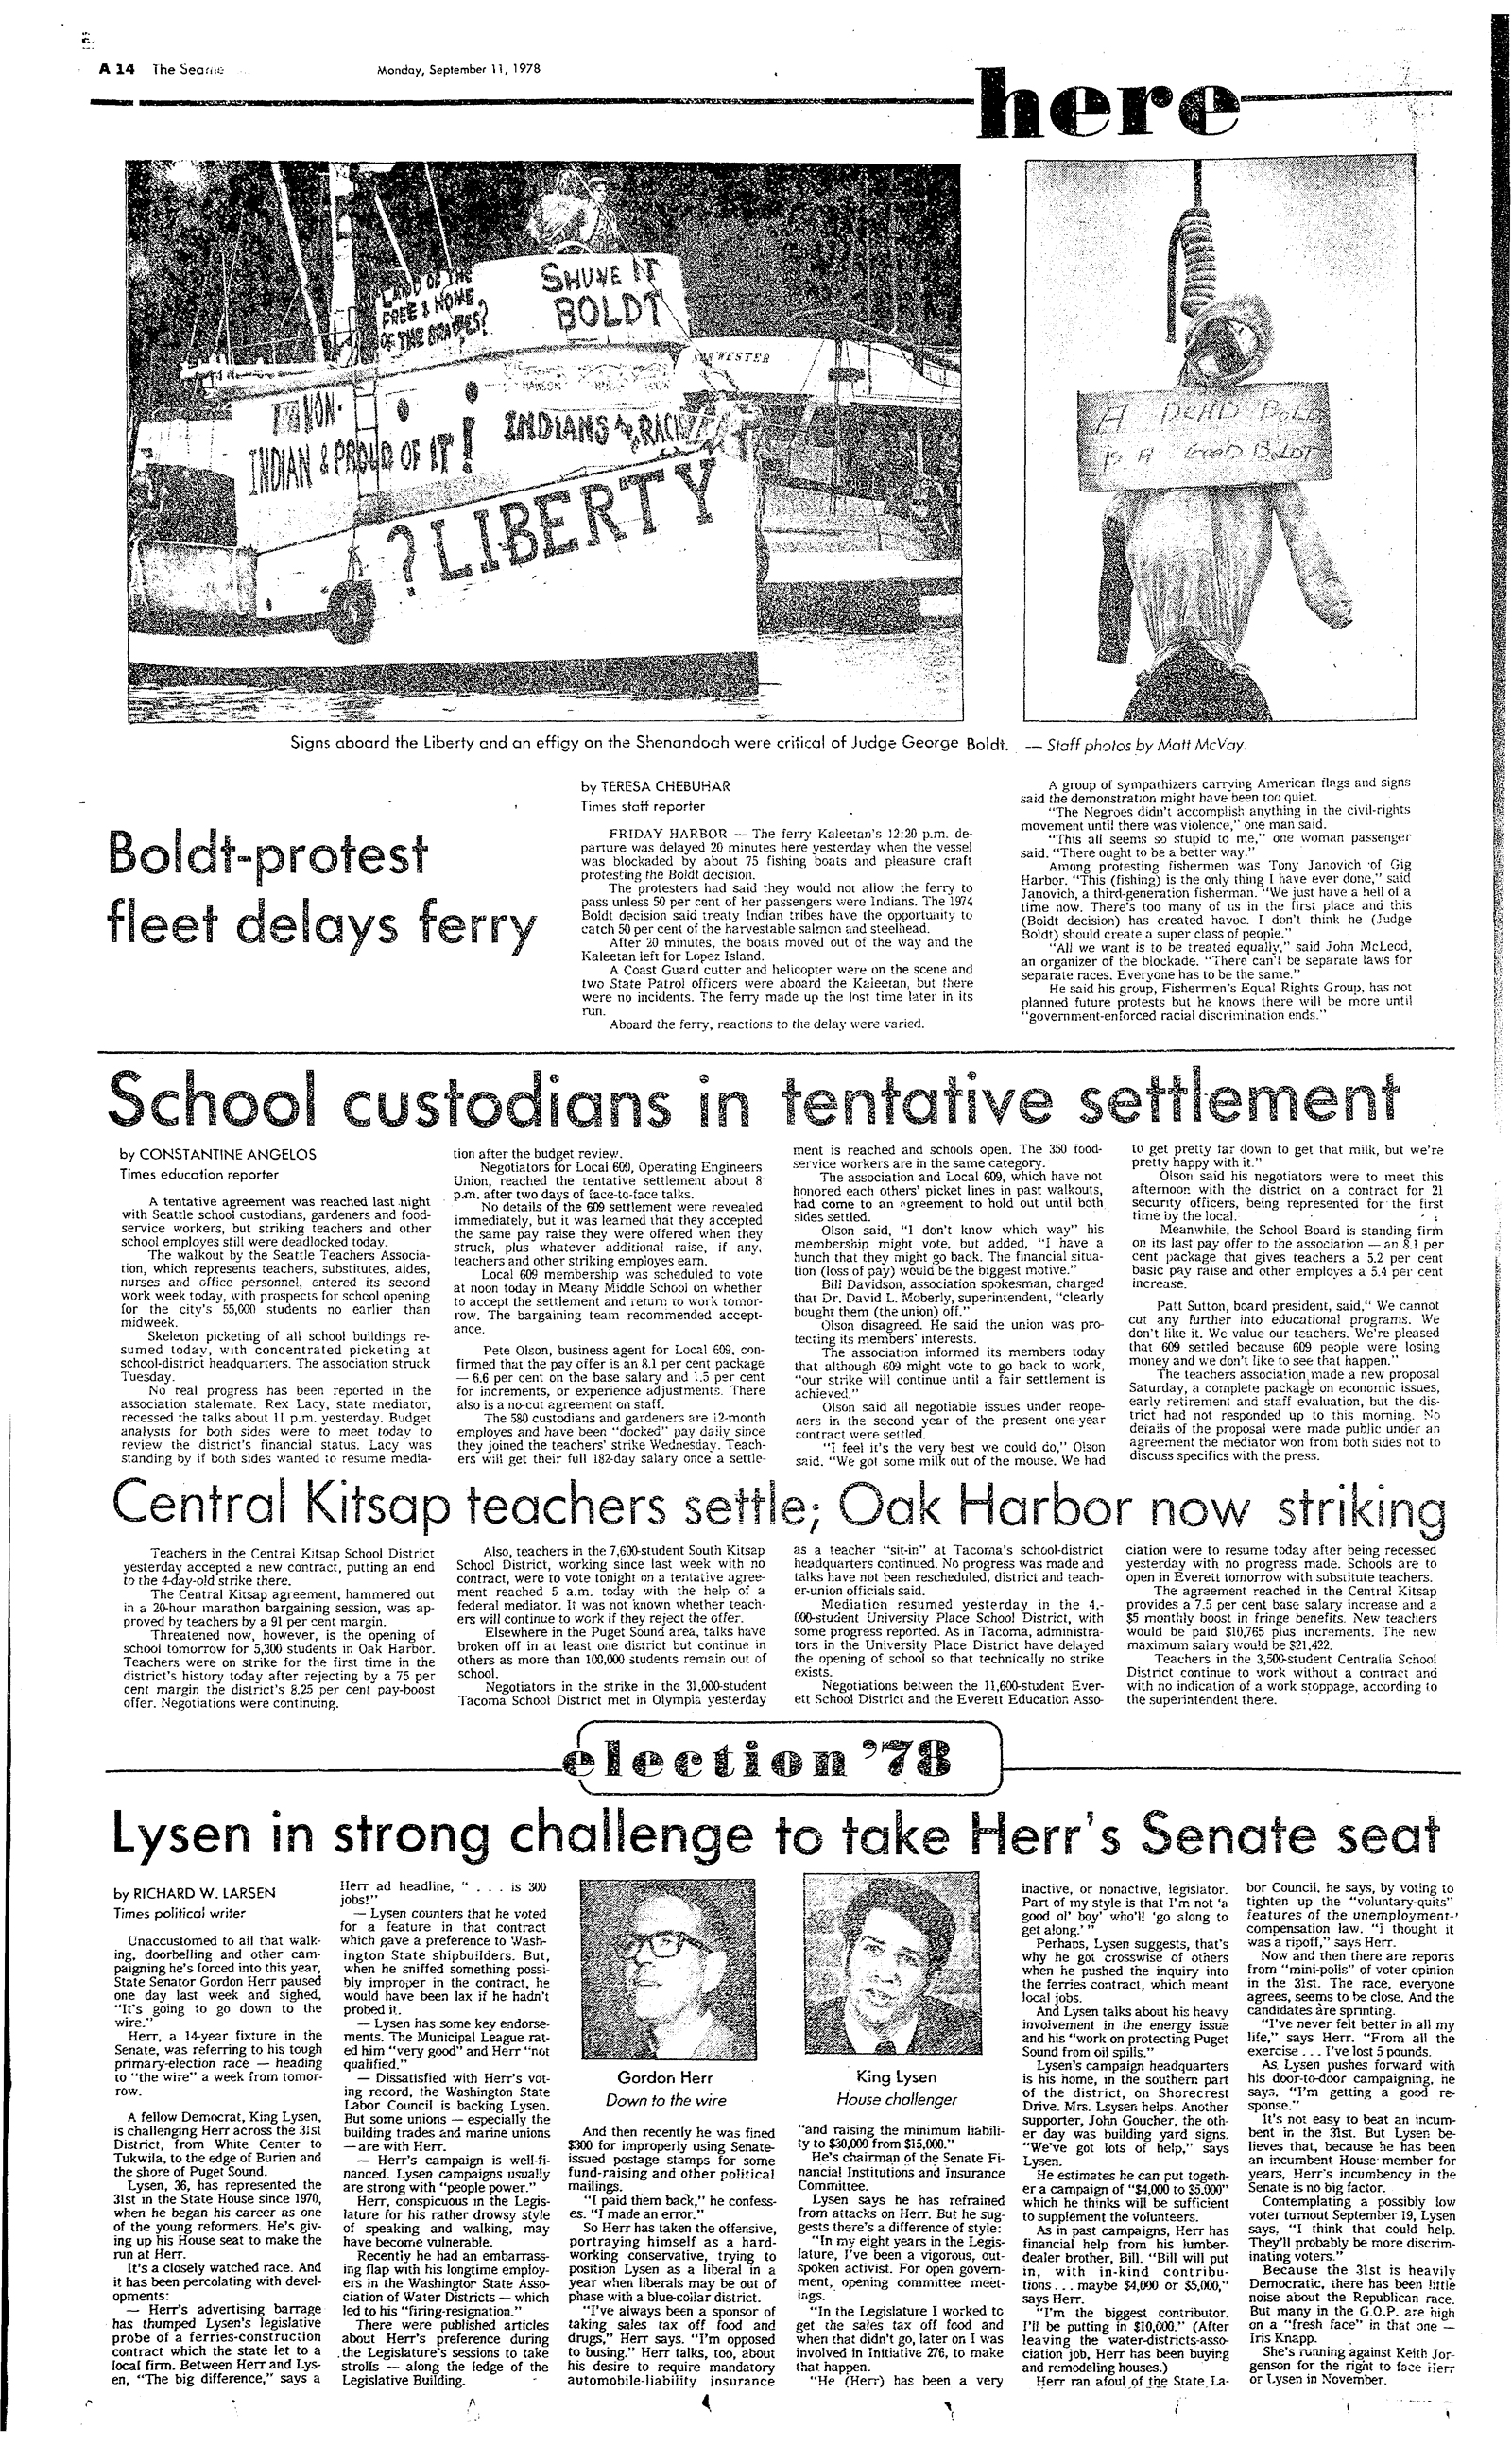 A 14 The Seattle
Monday, September 11, 1978
here
LAND OF THE
FREE & HOME
OF THE BRAVES?
SHUVE IT
BOLDT
NON-
INDIAN & PROUD OF IT!
INDIANS
? LIBERTY
A DEAD BOLDT
IS A GOOD BOLDT
Signs aboard the Liberty and an effigy on the Shenandoah were critical of Judge George Boldt. — Staff photos by Matt McVay.
Boldt-protest
fleet delays ferry
by TERESA CHEBUHAR
Times staff reporter
FRIDAY HARBOR — The ferry Kaleetan's 12:20 p.m. de-
parture was delayed 20 minutes here yesterday when the vessel
was blockaded by about 75 fishing boats and pleasure craft
protesting the Boldt decision.
The protesters had said they would not allow the ferry to
pass unless 50 per cent of her passengers were Indians. The 1974
Boldt decision said treaty Indian tribes have the opportunity to
catch 50 per cent of the harvestable salmon and steelhead.
After 20 minutes, the boats moved out of the way and the
Kaleetan left for Lopez Island.
A Coast Guard cutter and helicopter were on the scene and
two State Patrol officers were aboard the Kaleetan, but there
were no incidents. The ferry made up the lost time later in its
run.
Aboard the ferry, reactions to the delay were varied.
A group of sympathizers carrying American flags and signs
said the demonstration might have been too quiet.
"The Negroes didn't accomplish anything in the civil-rights
movement until there was violence," one man said.
"This all seems so stupid to me," one woman passenger
said. "There ought to be a better way."
Among protesting fishermen was Tony Janovich of Gig
Harbor. "This (fishing) is the only thing I have ever done," said
Janovich, a third-generation fisherman. "We just have a hell of a
time now. There's too many of us in the first place and this
(Boldt decision) has created havoc. I don't think he (Judge
Boldt) should create a super class of people."
"All we want is to be treated equally," said John McLeod,
an organizer of the blockade. "There can't be separate laws for
separate races. Everyone has to be the same."
He said his group, Fishermen's Equal Rights Group, has not
planned future protests but he knows there will be more until
"government-enforced racial discrimination ends."
School custodians in tentative settlement
by CONSTANTINE ANGELOS
Times education reporter
A tentative agreement was reached last night
with Seattle school custodians, gardeners and food-
service workers, but striking teachers and other
school employes still were deadlocked today.
The walkout by the Seattle Teachers Associa-
tion, which represents teachers, substitutes, aides,
nurses and office personnel, entered its second
work week today, with prospects for school opening
for the city's 55,000 students no earlier than
midweek.
Skeleton picketing of all school buildings re-
sumed today, with concentrated picketing at
school-district headquarters. The association struck
Tuesday.
No real progress has been reported in the
association stalemate. Rex Lacy, state mediator,
recessed the talks about 11 p.m. yesterday. Budget
analysts for both sides were to meet today to
review the district's financial status. Lacy was
standing by if both sides wanted to resume media-
tion after the budget review.
Negotiators for Local 609, Operating Engineers
Union, reached the tentative settlement about 8
p.m. after two days of face-to-face talks.
No details of the 609 settlement were revealed
immediately, but it was learned that they accepted
the same pay raise they were offered when they
struck, plus whatever additional raise, if any,
teachers and other striking employes earn.
Local 609 membership was scheduled to vote
at noon today in Meany Middle School on whether
to accept the settlement and return to work tomor-
row. The bargaining team recommended accept-
ance.
Pete Olson, business agent for Local 609, con-
firmed that the pay offer is an 8.1 per cent package
— 6.6 per cent on the base salary and 1.5 per cent
for increments, or experience adjustments. There
also is a no-cut agreement on staff.
The 580 custodians and gardeners are 12-month
employes and have been "docked" pay daily since
they joined the teachers' strike Wednesday. Teach-
ers will get their full 182-day salary once a settle-
ment is reached and schools open. The 350 food-
service workers are in the same category.
The association and Local 609, which have not
honored each others' picket lines in past walkouts,
had come to an agreement to hold out until both
sides settled.
Olson said, "I don't know which way" his
membership might vote, but added, "I have a
hunch that they might go back. The financial situa-
tion (loss of pay) would be the biggest motive."
Bill Davidson, association spokesman, charged
that Dr. David L. Moberly, superintendent, "clearly
bought them (the union) off."
Olson disagreed. He said the union was pro-
tecting its members' interests.
The association informed its members today
that although 609 might vote to go back to work,
"our strike will continue until a fair settlement is
achieved."
Olson said all negotiable issues under reope-
ners in the second year of the present one-year
contract were settled.
"I feel it's the very best we could do," Olson
said. "We got some milk out of the mouse. We had
to get pretty far down to get that milk, but we're
pretty happy with it."
Olson said his negotiators were to meet this
afternoon with the district on a contract for 21
security officers, being represented for the first
time by the local.
Meanwhile, the School Board is standing firm
on its last pay offer to the association — an 8.1 per
cent package that gives teachers a 5.2 per cent
basic pay raise and other employes a 5.4 per cent
increase.
Patt Sutton, board president, said," We cannot
cut any further into educational programs. We
don't like it. We value our teachers. We're pleased
that 609 settled because 609 people were losing
money and we don't like to see that happen."
The teachers association made a new proposal
Saturday, a complete package on economic issues,
early retirement and staff evaluation, but the dis-
trict had not responded up to this morning. No
details of the proposal were made public under an
agreement the mediator won from both sides not to
discuss specifics with the press.
Central Kitsap teachers settle; Oak Harbor now striking
Teachers in the Central Kitsap School District
yesterday accepted a new contract, putting an end
to the 4-day-old strike there.
The Central Kitsap agreement, hammered out
in a 20-hour marathon bargaining session, was ap-
proved by teachers by a 91 per cent margin.
Threatened now, however, is the opening of
school tomorrow for 5,300 students in Oak Harbor.
Teachers were on strike for the first time in the
district's history today after rejecting by a 75 per
cent margin the district's 8.25 per cent pay-boost
offer. Negotiations were continuing.
Also, teachers in the 7,600-student South Kitsap
School District, working since last week with no
contract, were to vote tonight on a tentative agree-
ment reached 5 a.m. today with the help of a
federal mediator. It was not known whether teach-
ers will continue to work if they reject the offer.
Elsewhere in the Puget Sound area, talks have
broken off in at least one district but continue in
others as more than 100,000 students remain out of
school.
Negotiators in the strike in the 31,000-student
Tacoma School District met in Olympia yesterday
as a teacher "sit-in" at Tacoma's school-district
headquarters continued. No progress was made and
talks have not been rescheduled, district and teach-
er-union officials said.
Mediation resumed yesterday in the 4,-
000-student University Place School District, with
some progress reported. As in Tacoma, administra-
tors in the University Place District have delayed
the opening of school so that technically no strike
exists.
Negotiations between the 11,600-student Ever-
ett School District and the Everett Education Asso-
ciation were to resume today after being recessed
yesterday with no progress made. Schools are to
open in Everett tomorrow with substitute teachers.
The agreement reached in the Central Kitsap
provides a 7.5 per cent base salary increase and a
$5 monthly boost in fringe benefits. New teachers
would be paid $10,765 plus increments. The new
maximum salary would be $21,422.
Teachers in the 3,500-student Centralia School
District continue to work without a contract and
with no indication of a work stoppage, according to
the superintendent there.
election '78
Lysen in strong challenge to take Herr's Senate seat
by RICHARD W. LARSEN
Times political writer
Unaccustomed to all that walk-
ing, doorbelling and other cam-
paigning he's forced into this year,
State Senator Gordon Herr paused
one day last week and sighed,
"It's going to go down to the
wire."
Herr, a 14-year fixture in the
Senate, was referring to his tough
primary-election race — heading
to "the wire" a week from tomor-
row.
A fellow Democrat, King Lysen,
is challenging Herr across the 31st
District, from White Center to
Tukwila, to the edge of Burien and
the shore of Puget Sound.
Lysen, 36, has represented the
31st in the State House since 1970,
when he began his career as one
of the young reformers. He's giv-
ing up his House seat to make the
run at Herr.
It's a closely watched race. And
it has been percolating with devel-
opments:
— Herr's advertising barrage
has thumped Lysen's legislative
probe of a ferries-construction
contract which the state let to a
local firm. Between Herr and Lys-
en, "The big difference," says a
Herr ad headline, ". . . is 300
jobs!"
— Lysen counters that he voted
for a feature in that contract
which gave a preference to Wash-
ington State shipbuilders. But,
when he sniffed something possi-
bly improper in the contract, he
would have been lax if he hadn't
probed it.
— Lysen has some key endorse-
ments. The Municipal League rat-
ed him "very good" and Herr "not
qualified."
— Dissatisfied with Herr's vot-
ing record, the Washington State
Labor Council is backing Lysen.
But some unions — especially the
building trades and marine unions
— are with Herr.
— Herr's campaign is well-fi-
nanced. Lysen campaigns usually
are strong with "people power."
Herr, conspicuous in the Legis-
lature for his rather drowsy style
of speaking and walking, may
have become vulnerable.
Recently he had an embarrass-
ing flap with his longtime employ-
ers in the Washington State Asso-
ciation of Water Districts — which
led to his "firing-resignation."
There were published articles
about Herr's preference during
the Legislature's sessions to take
strolls — along the ledge of the
Legislative Building.
Gordon Herr
Down to the wire
And then recently he was fined
$300 for improperly using Senate-
issued postage stamps for some
fund-raising and other political
mailings.
"I paid them back," he confess-
es. "I made an error."
So Herr has taken the offensive,
portraying himself as a hard-
working conservative, trying to
position Lysen as a liberal in a
year when liberals may be out of
phase with a blue-collar district.
"I've always been a sponsor of
taking sales tax off food and
drugs," Herr says. "I'm opposed
to busing." Herr talks, too, about
his desire to require mandatory
automobile-liability insurance
King Lysen
House challenger
"and raising the minimum liabili-
ty to $30,000 from $15,000."
He's chairman of the Senate Fi-
nancial Institutions and Insurance
Committee.
Lysen says he has refrained
from attacks on Herr. But he sug-
gests there's a difference of style:
"In my eight years in the Legis-
lature, I've been a vigorous, out-
spoken activist. For open govern-
ment, opening committee meet-
ings.
"In the Legislature I worked to
get the sales tax off food and
when that didn't go, later on I was
involved in Initiative 276, to make
that happen.
"He (Herr) has been a very
inactive, or nonactive, legislator.
Part of my style is that I'm not 'a
good ol' boy' who'll 'go along to
get along.'"
Perhaps, Lysen suggests, that's
why he got crosswise of others
when he pushed the inquiry into
the ferries contract, which meant
local jobs.
And Lysen talks about his heavy
involvement in the energy issue
and his "work on protecting Puget
Sound from oil spills."
Lysen's campaign headquarters
is his home, in the southern part
of the district, on Shorecrest
Drive. Mrs. Lsysen helps. Another
supporter, John Goucher, the oth-
er day was building yard signs.
"We've got lots of help," says
Lysen.
He estimates he can put togeth-
er a campaign of "$4,000 to $5,000"
which he thinks will be sufficient
to supplement the volunteers.
As in past campaigns, Herr has
financial help from his lumber-
dealer brother, Bill. "Bill will put
in, with in-kind contribu-
tions . . . maybe $4,000 or $5,000,"
says Herr.
"I'm the biggest contributor.
I'll be putting in $10,000." (After
leaving the water-districts-asso-
ciation job, Herr has been buying
and remodeling houses.)
Herr ran afoul of the State La-
bor Council, he says, by voting to
tighten up the "voluntary-quits"
features of the unemployment-
compensation law. "I thought it
was a ripoff," says Herr.
Now and then there are reports
from "mini-polls" of voter opinion
in the 31st. The race, everyone
agrees, seems to be close. And the
candidates are sprinting.
"I've never felt better in all my
life," says Herr. "From all the
exercise . . . I've lost 5 pounds.
As Lysen pushes forward with
his door-to-door campaigning, he
says, "I'm getting a good re-
sponse."
It's not easy to beat an incum-
bent in the 31st. But Lysen be-
lieves that, because he has been
an incumbent House member for
years, Herr's incumbency in the
Senate is no big factor.
Contemplating a possibly low
voter turnout September 19, Lysen
says, "I think that could help.
They'll probably be more discrim-
inating voters."
Because the 31st is heavily
Democratic, there has been little
noise about the Republican race.
But many in the G.O.P. are high
on a "fresh face" in that one —
Iris Knapp.
She's running against Keith Jor-
genson for the right to face Herr
or Lysen in November.